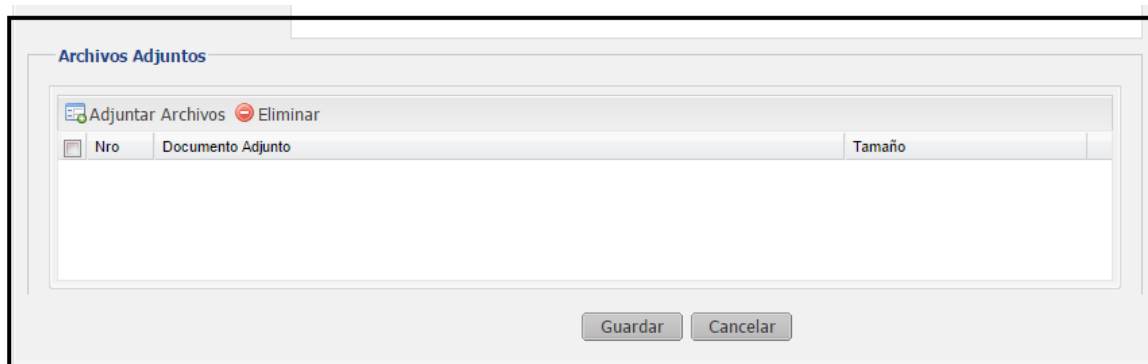 Archivos Adjuntos
Adjuntar Archivos Eliminar
Nro Documento Adjunto Tamaño
Guardar Cancelar